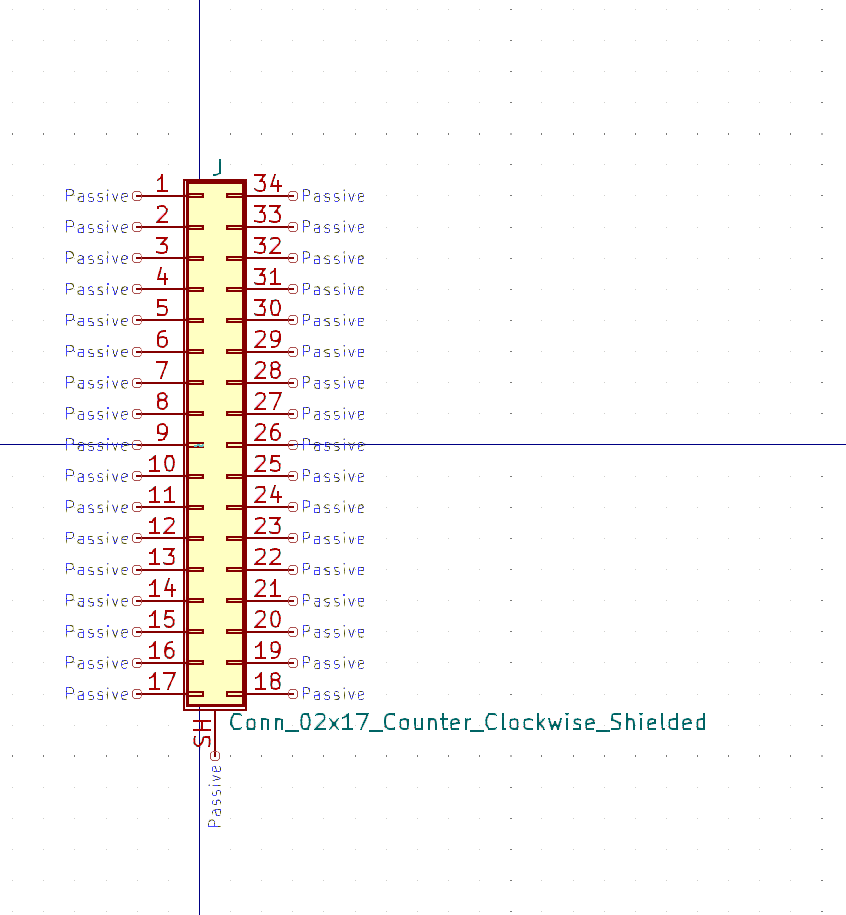 J
Passive 1 34 Passive
Passive 2 33 Passive
Passive 3 32 Passive
Passive 4 31 Passive
Passive 5 30 Passive
Passive 6 29 Passive
Passive 7 28 Passive
Passive 8 27 Passive
Passive 9 26 Passive
Passive 10 25 Passive
Passive 11 24 Passive
Passive 12 23 Passive
Passive 13 22 Passive
Passive 14 21 Passive
Passive 15 20 Passive
Passive 16 19 Passive
Passive 17 18 Passive
SH Conn_02x17_Counter_Clockwise_Shielded
Passive